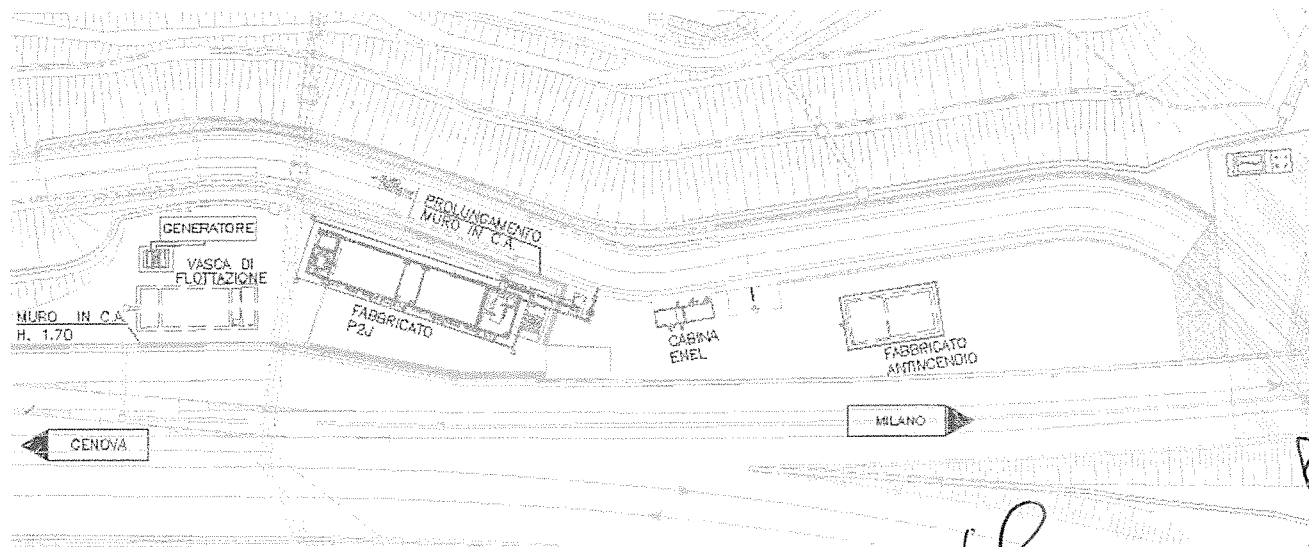 PROLUNGAMENTO
MURO IN C.A.
GENERATORE
VASCA DI
FLOTTAZIONE
MURO IN C.A.
H. 1.70
FABBRICATO
P2J
CABINA
ENEL
FABBRICATO
ANTINCENDIO
MILANO
GENOVA